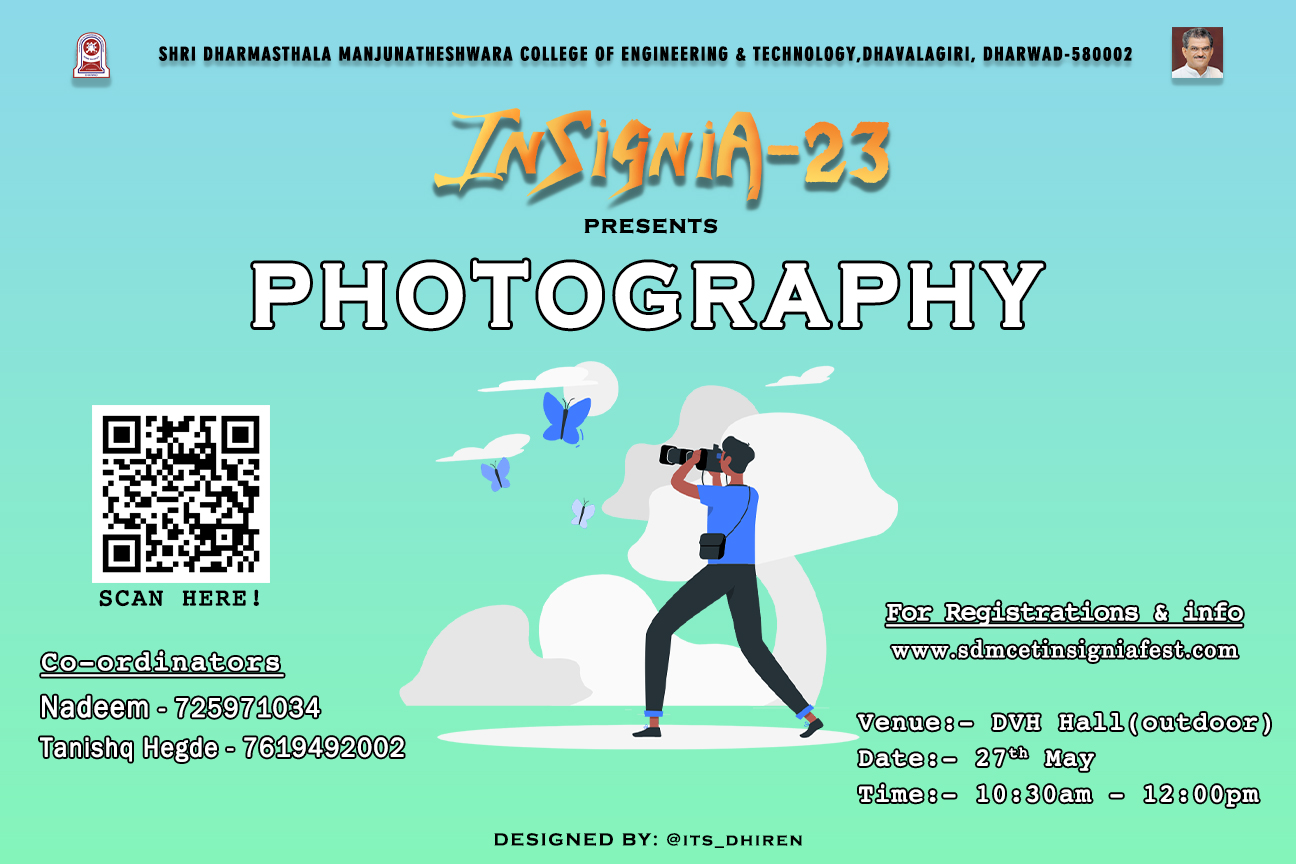 SHRI DHARMASTHALA MANJUNATHESHWARA COLLEGE OF ENGINEERING & TECHNOLOGY,DHAVALAGIRI, DHARWAD-580002
INSIGNIA-23
PRESENTS
PHOTOGRAPHY
SCAN HERE!
Co-ordinators
Nadeem - 725971034
Tanishq Hegde - 7619492002
For Registrations & info
www.sdmcetinsigniafest.com
Venue:- DVH Hall(outdoor)
Date:- 27th May
Time:- 10:30am - 12:00pm
DESIGNED BY: @ITS_DHIREN